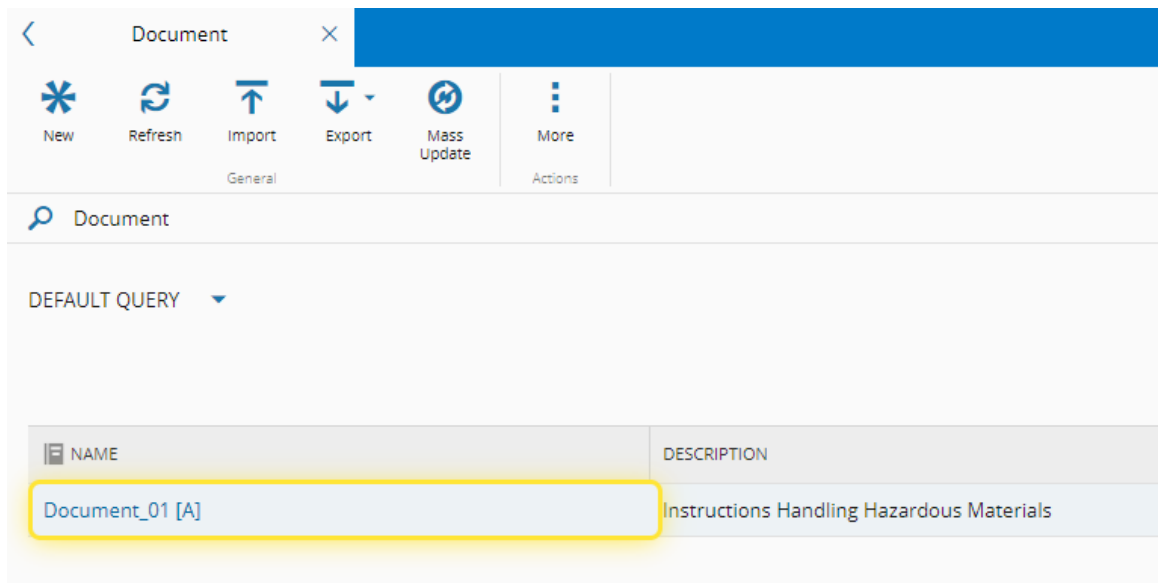 Document
New
Refresh
Import
Export
Mass
Update
More
General
Actions
Document
DEFAULT QUERY
NAME
DESCRIPTION
Document_01 [A]
Instructions Handling Hazardous Materials